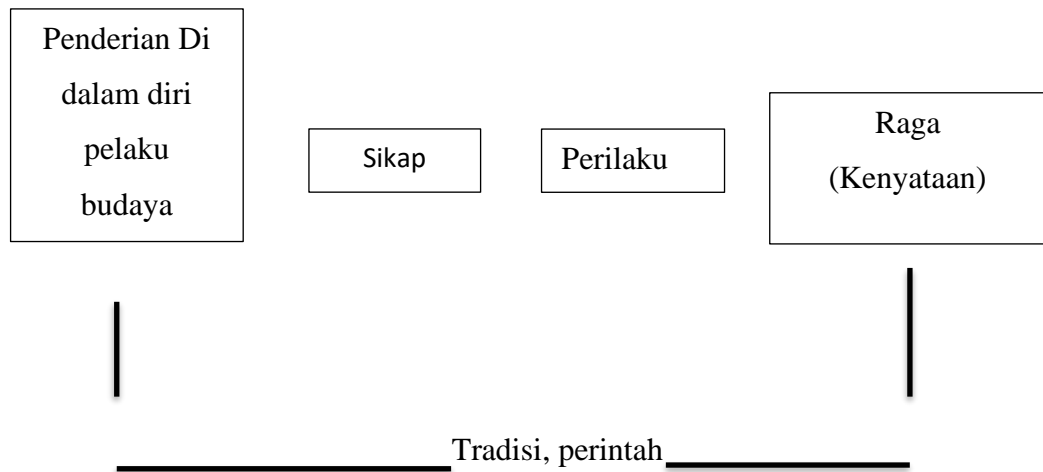 Penderian Di
dalam diri
pelaku
budaya
Sikap
Perilaku
Raga
(Kenyataan)
Tradisi, perintah